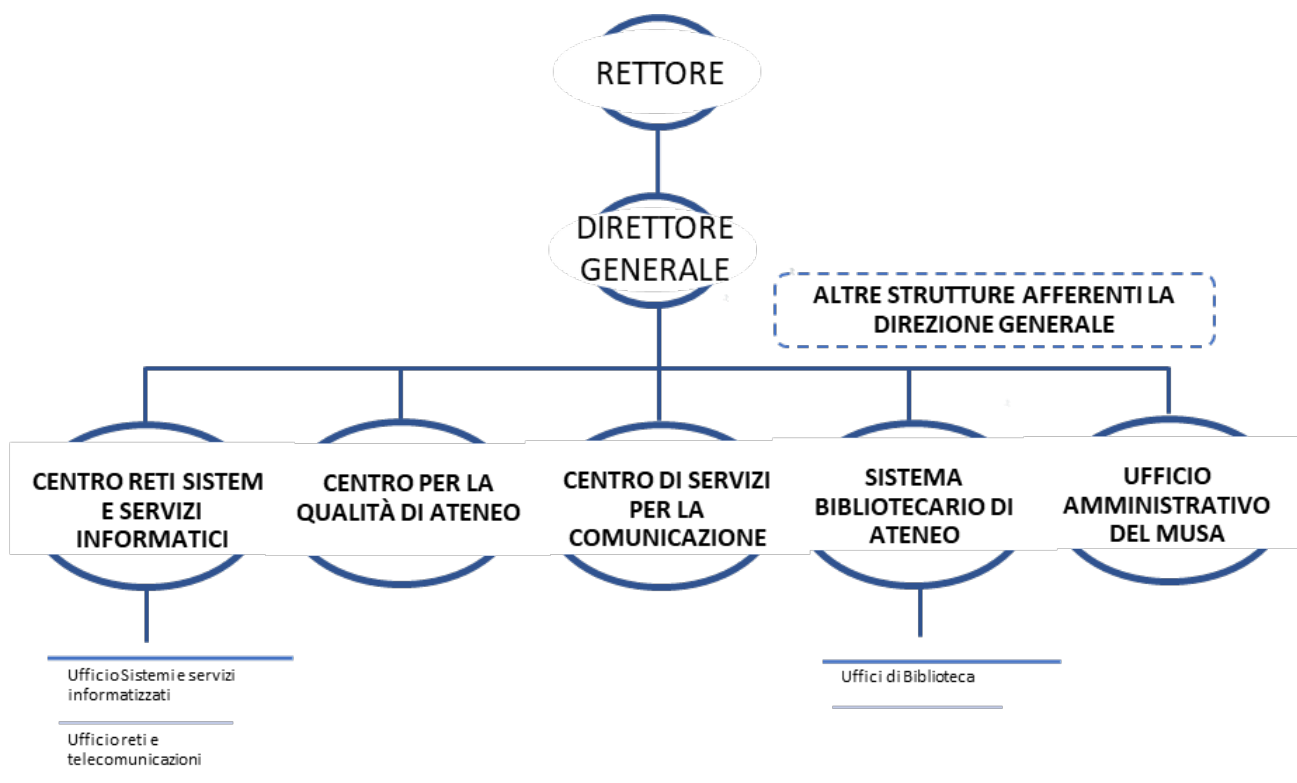 RETTORE
DIRETTORE
GENERALE
ALTRE STRUTTURE AFFERENTI LA
DIREZIONE GENERALE
CENTRO RETI SISTEM
E SERVIZI
INFORMATICI
CENTRO PER LA
QUALITÀ DI ATENEO
CENTRO DI SERVIZI
PER LA
COMUNICAZIONE
SISTEMA
BIBLIOTECARIO DI
ATENEO
UFFICIO
AMMINISTRATIVO
DEL MUSA
Ufficio Sistemi e servizi
informatizzati
Ufficio reti e
telecomunicazioni
Uffici di Biblioteca